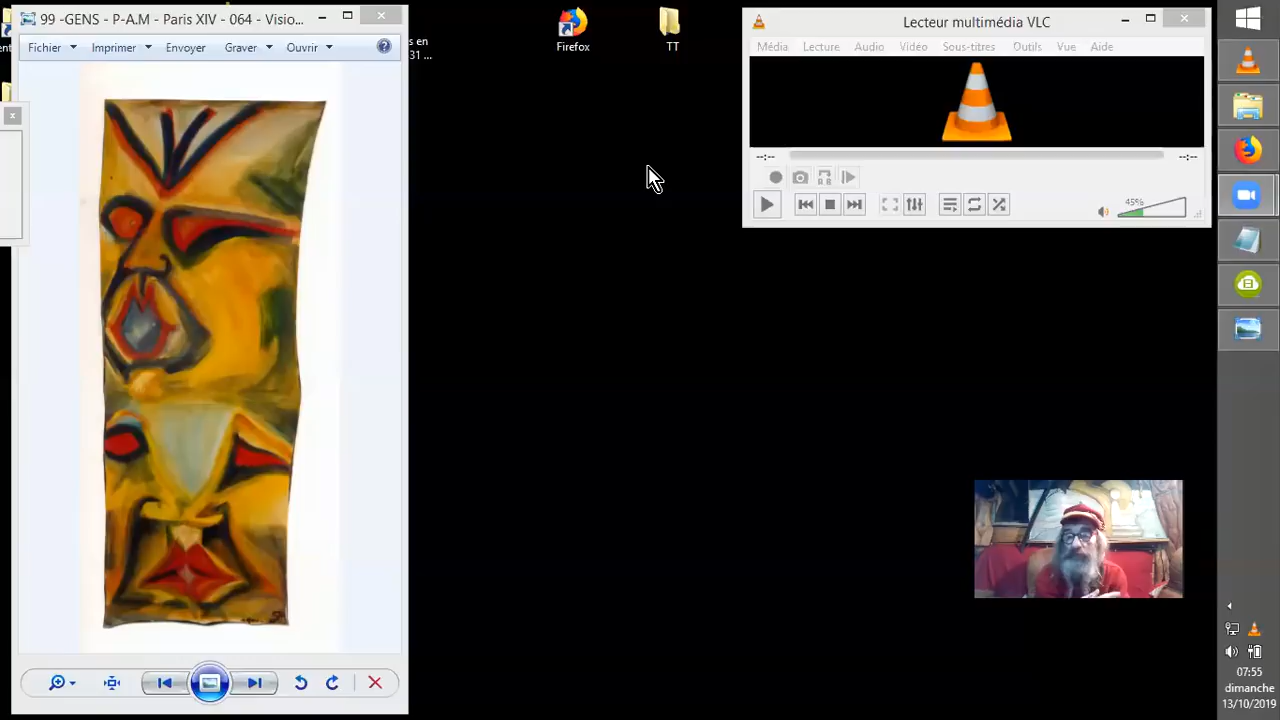 99 -GENS - P-A.M - Paris XIV - 064 - Visio...
Fichier Imprimer Envoyer Graver Ouvrir
s en
31 ...
Firefox
TT
Lecteur multimédia VLC
Média Lecture Audio Vidéo Sous-titres Outils Vue Aide
--:-- --:--
45%
07:55
dimanche
13/10/2019